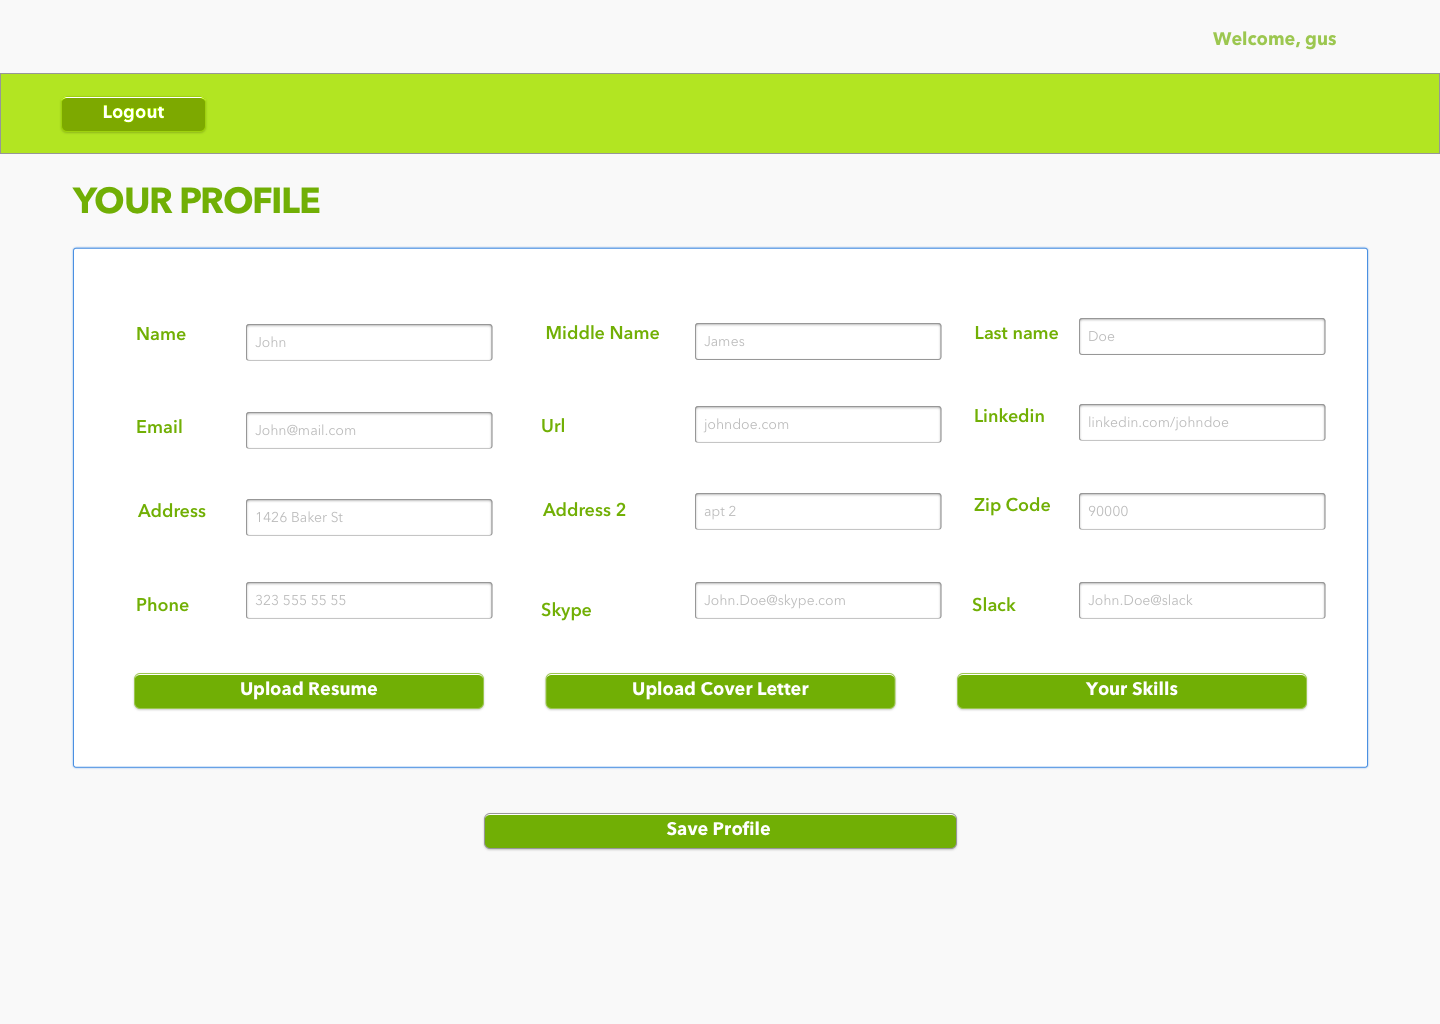 Welcome, gus
Logout
YOUR PROFILE
Name
John
Middle Name
James
Last name
Doe
Email
John@mail.com
Url
johndoe.com
Linkedin
linkedin.com/johndoe
Address
1426 Baker St
Address 2
apt 2
Zip Code
90000
Phone
323 555 55 55
Skype
John.Doe@skype.com
Slack
John.Doe@slack
Upload Resume
Upload Cover Letter
Your Skills
Save Profile